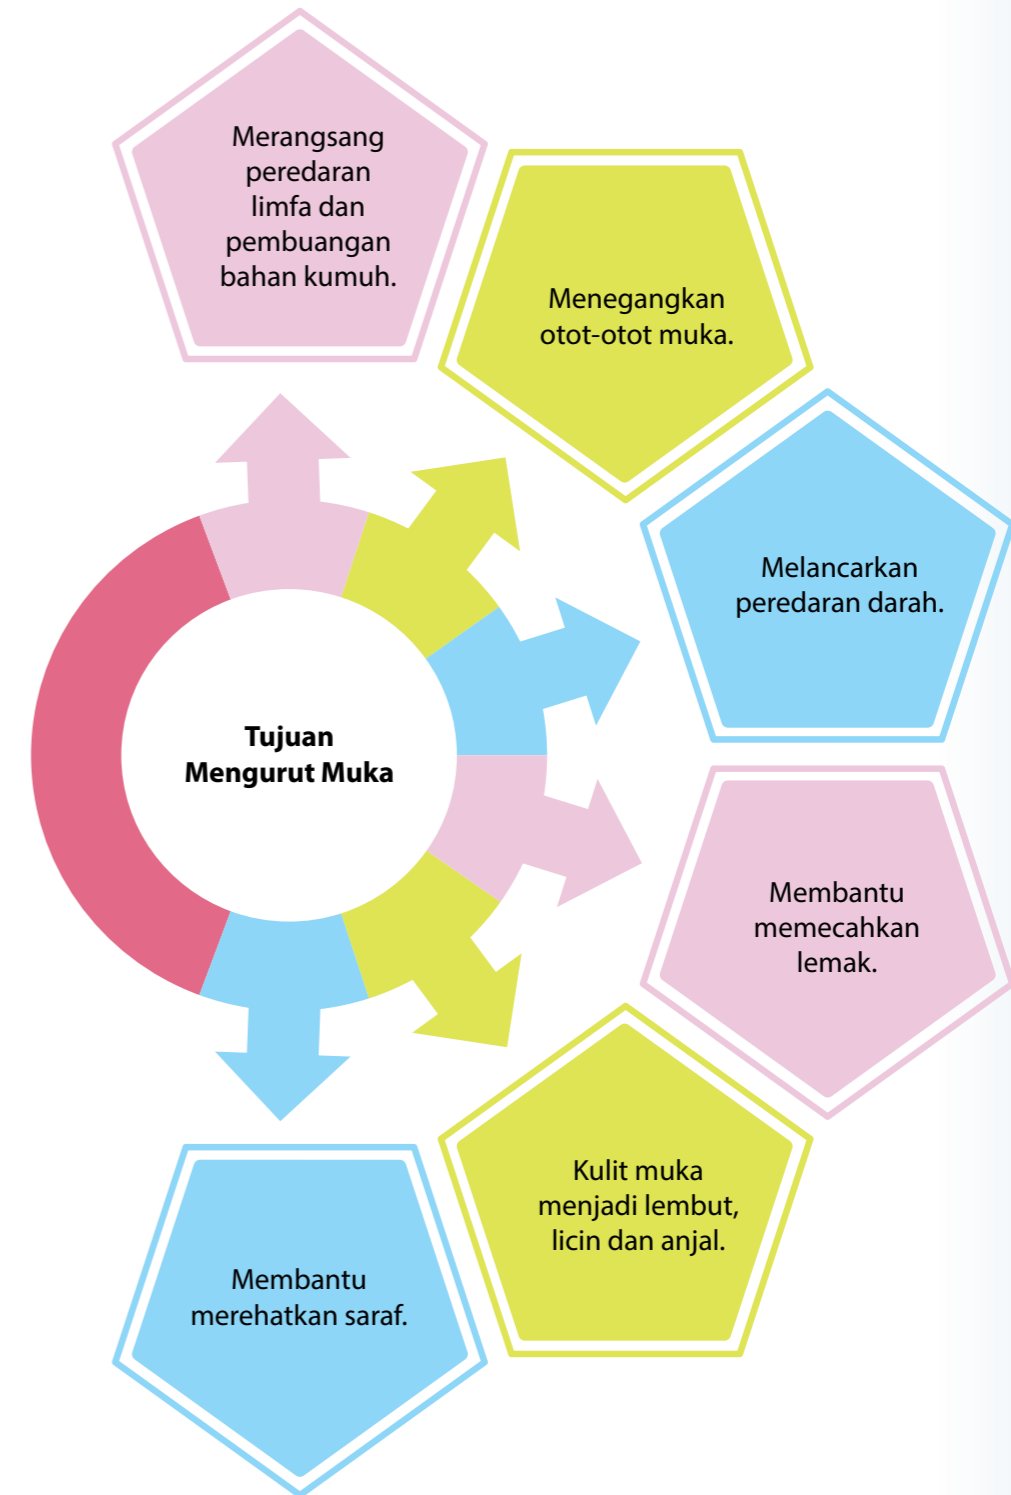 Merangsang
peredaran
limfa dan
pembuangan
bahan kumuh.
Menegangkan
otot-otot muka.
Melancarkan
peredaran darah.
Tujuan
Mengurut Muka
Membantu
memecahkan
lemak.
Kulit muka
menjadi lembut,
licin dan anjal.
Membantu
merehatkan saraf.